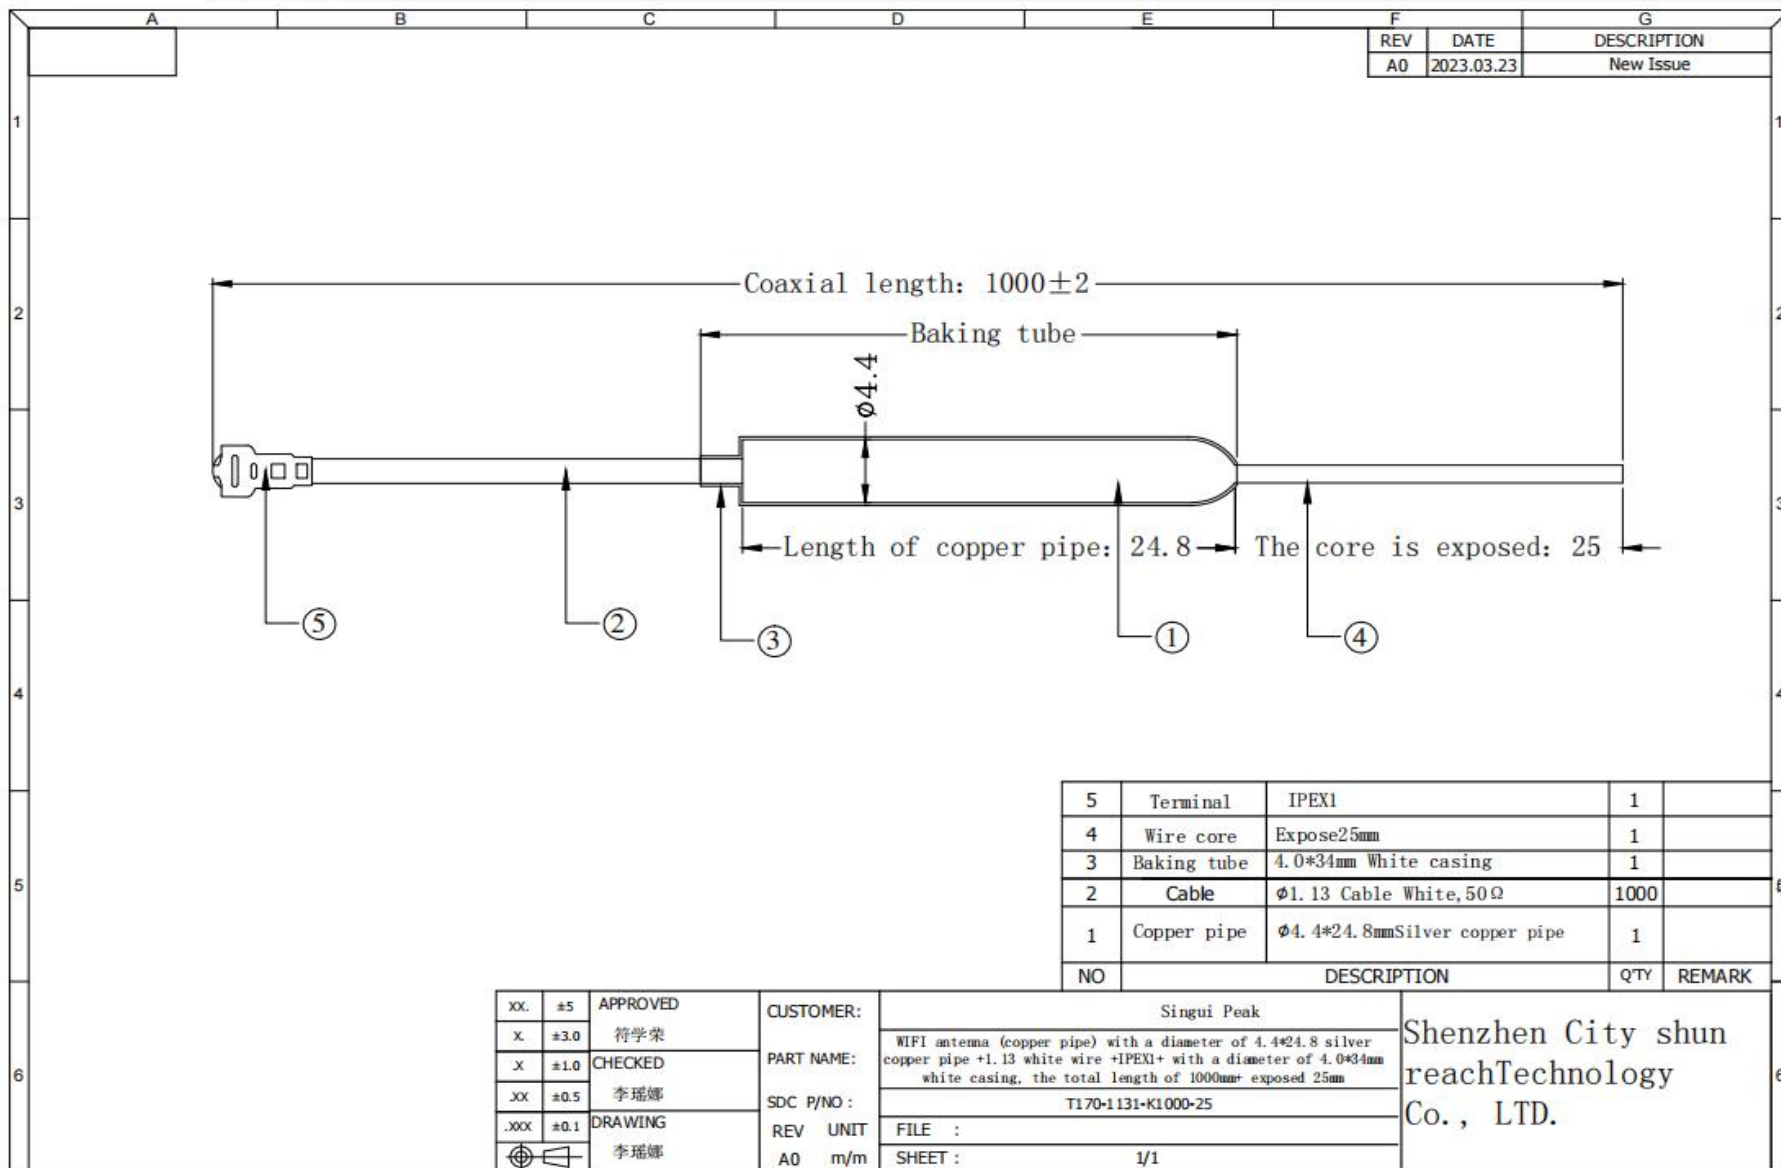 A B C D E F G
REV DATE DESCRIPTION
A0 2023.03.23 New Issue
1 1
Coaxial length: 1000±2
2 2
Baking tube
ø4.4
3 3
Length of copper pipe: 24.8
The core is exposed: 25
⑤ ② ③ ① ④
4 4
5 Terminal IPEX1 1
4 Wire core Expose25mm 1
3 Baking tube 4.0*34mm White casing 1
5
2 Cable ø1.13 Cable White,50Ω 1000
1 Copper pipe ø4.4*24.8mmSilver copper pipe 1
NO DESCRIPTION Q'TY REMARK
XX. ±5
X. ±3.0
.X ±1.0
.XX ±0.5
.XXX ±0.1
APPROVED
符学荣
CHECKED
李瑶娜
DRAWING
李瑶娜
CUSTOMER: Singui Peak
PART NAME: WIFI antenna (copper pipe) with a diameter of 4.4*24.8 silver
copper pipe +1.13 white wire +IPEX1+ with a diameter of 4.0*34mm
white casing, the total length of 1000mm+ exposed 25mm
SDC P/NO : T170-1131-K1000-25
REV UNIT FILE :
A0 m/m SHEET : 1/1
Shenzhen City shun
reachTechnology
Co., LTD.
6 6